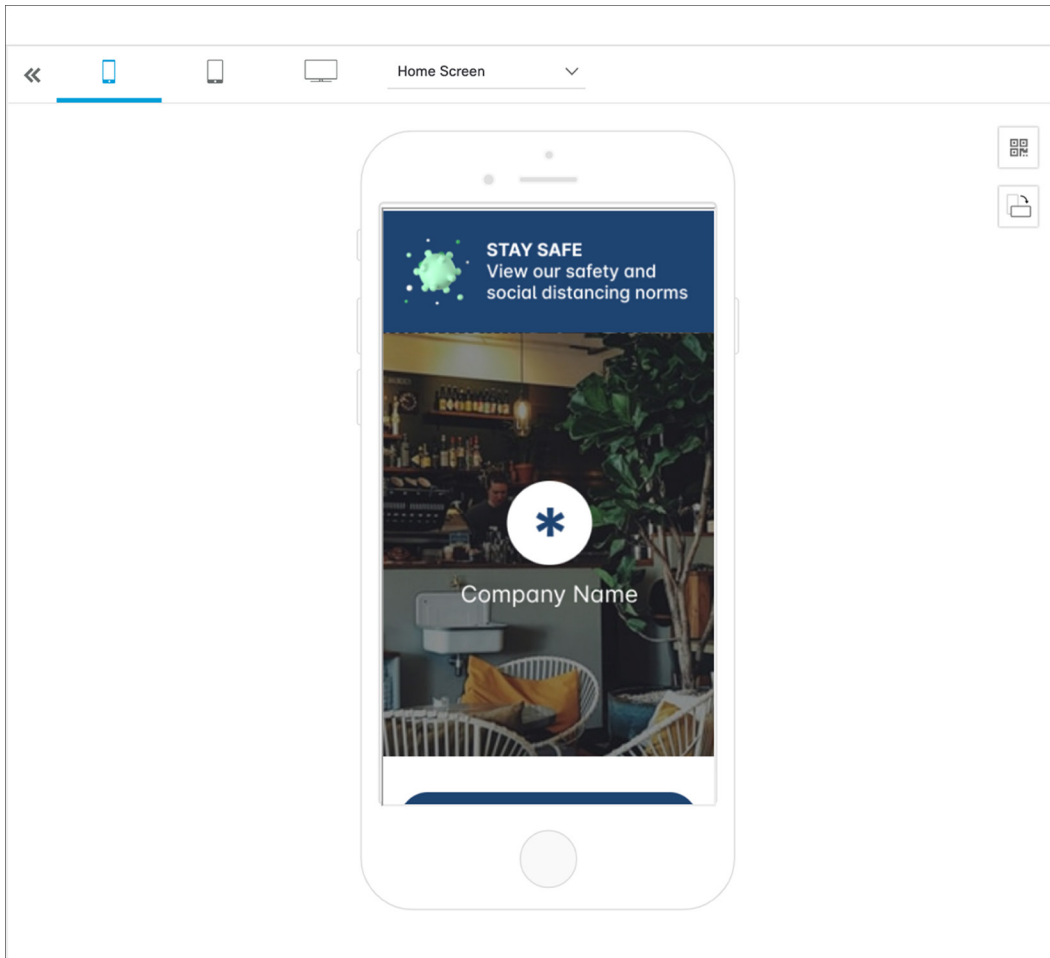 Home Screen
STAY SAFE
View our safety and
social distancing norms
*
Company Name